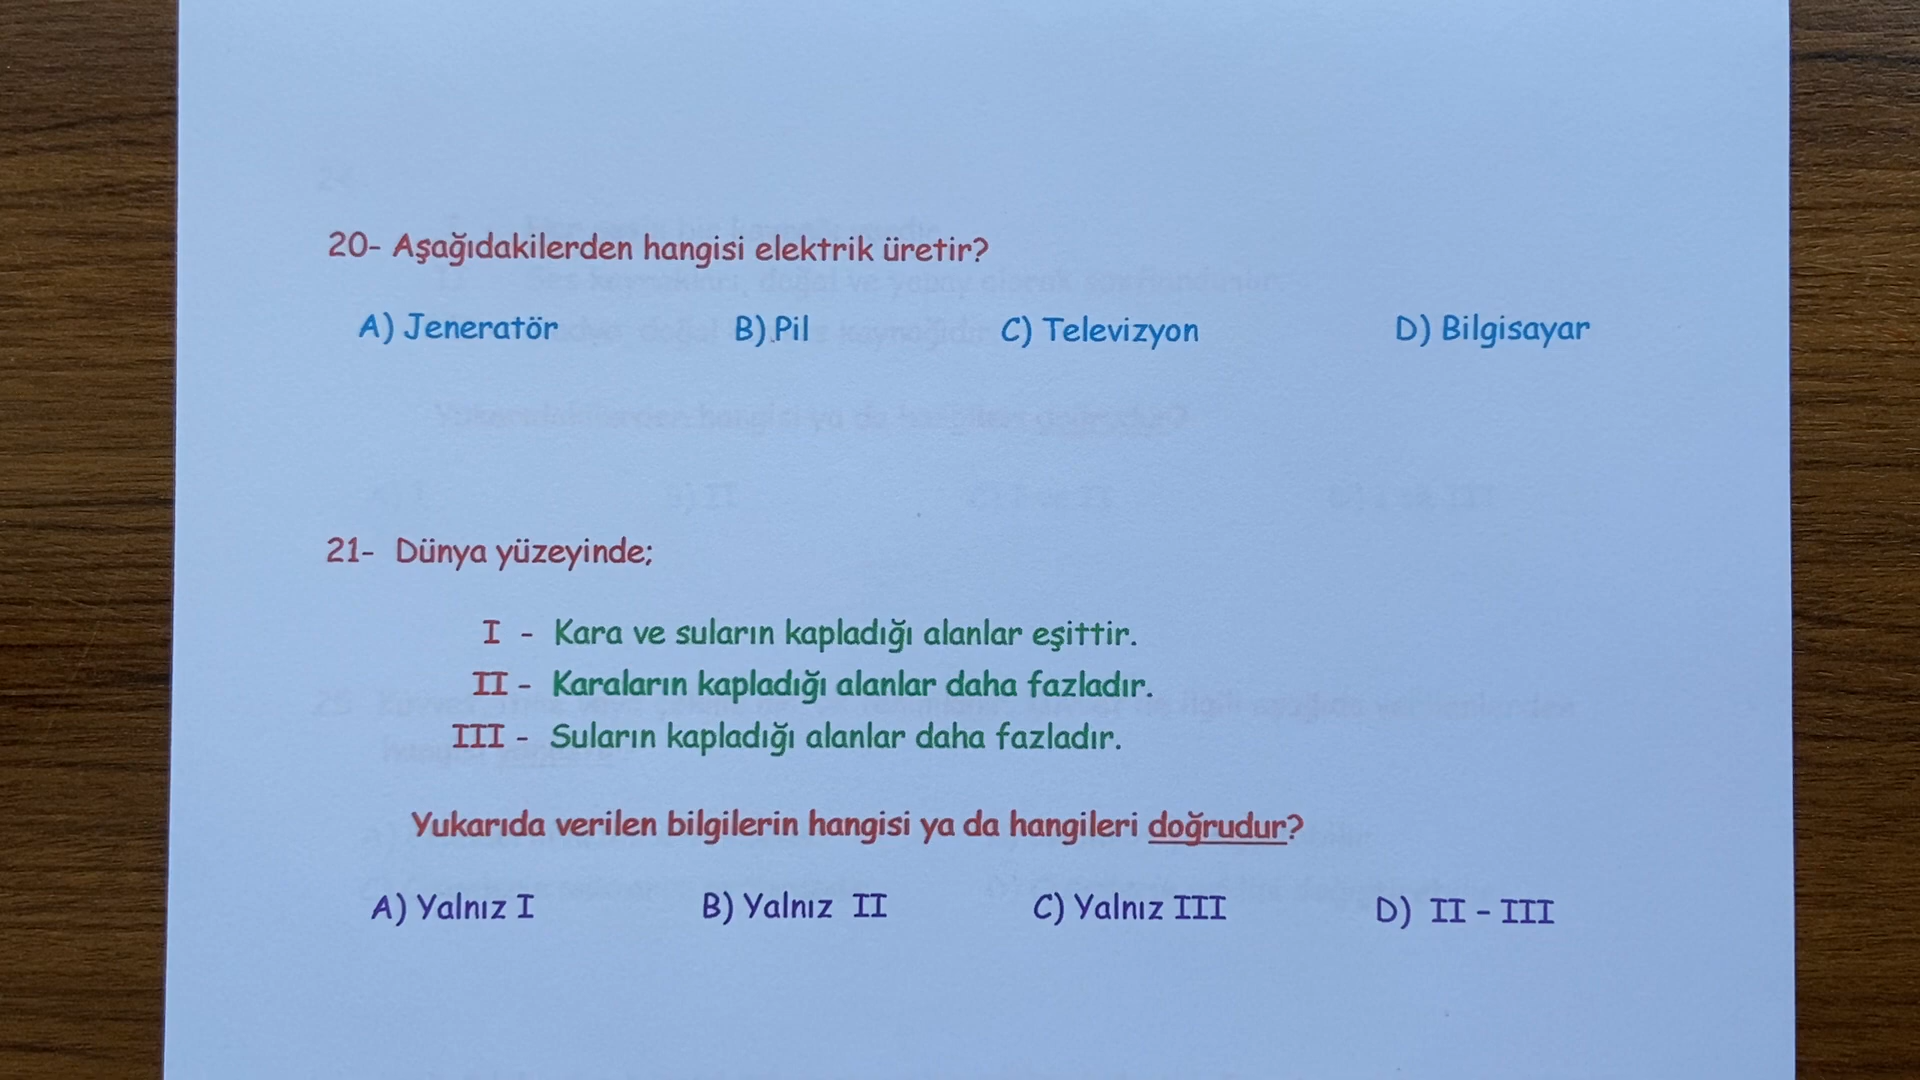 20- Aşağıdakilerden hangisi elektrik üretir?
A) Jeneratör B) Pil C) Televizyon D) Bilgisayar
21- Dünya yüzeyinde;
I - Kara ve suların kapladığı alanlar eşittir.
II - Karaların kapladığı alanlar daha fazladır.
III - Suların kapladığı alanlar daha fazladır.
Yukarıda verilen bilgilerin hangisi ya da hangileri doğrudur?
A) Yalnız I B) Yalnız II C) Yalnız III D) II - III